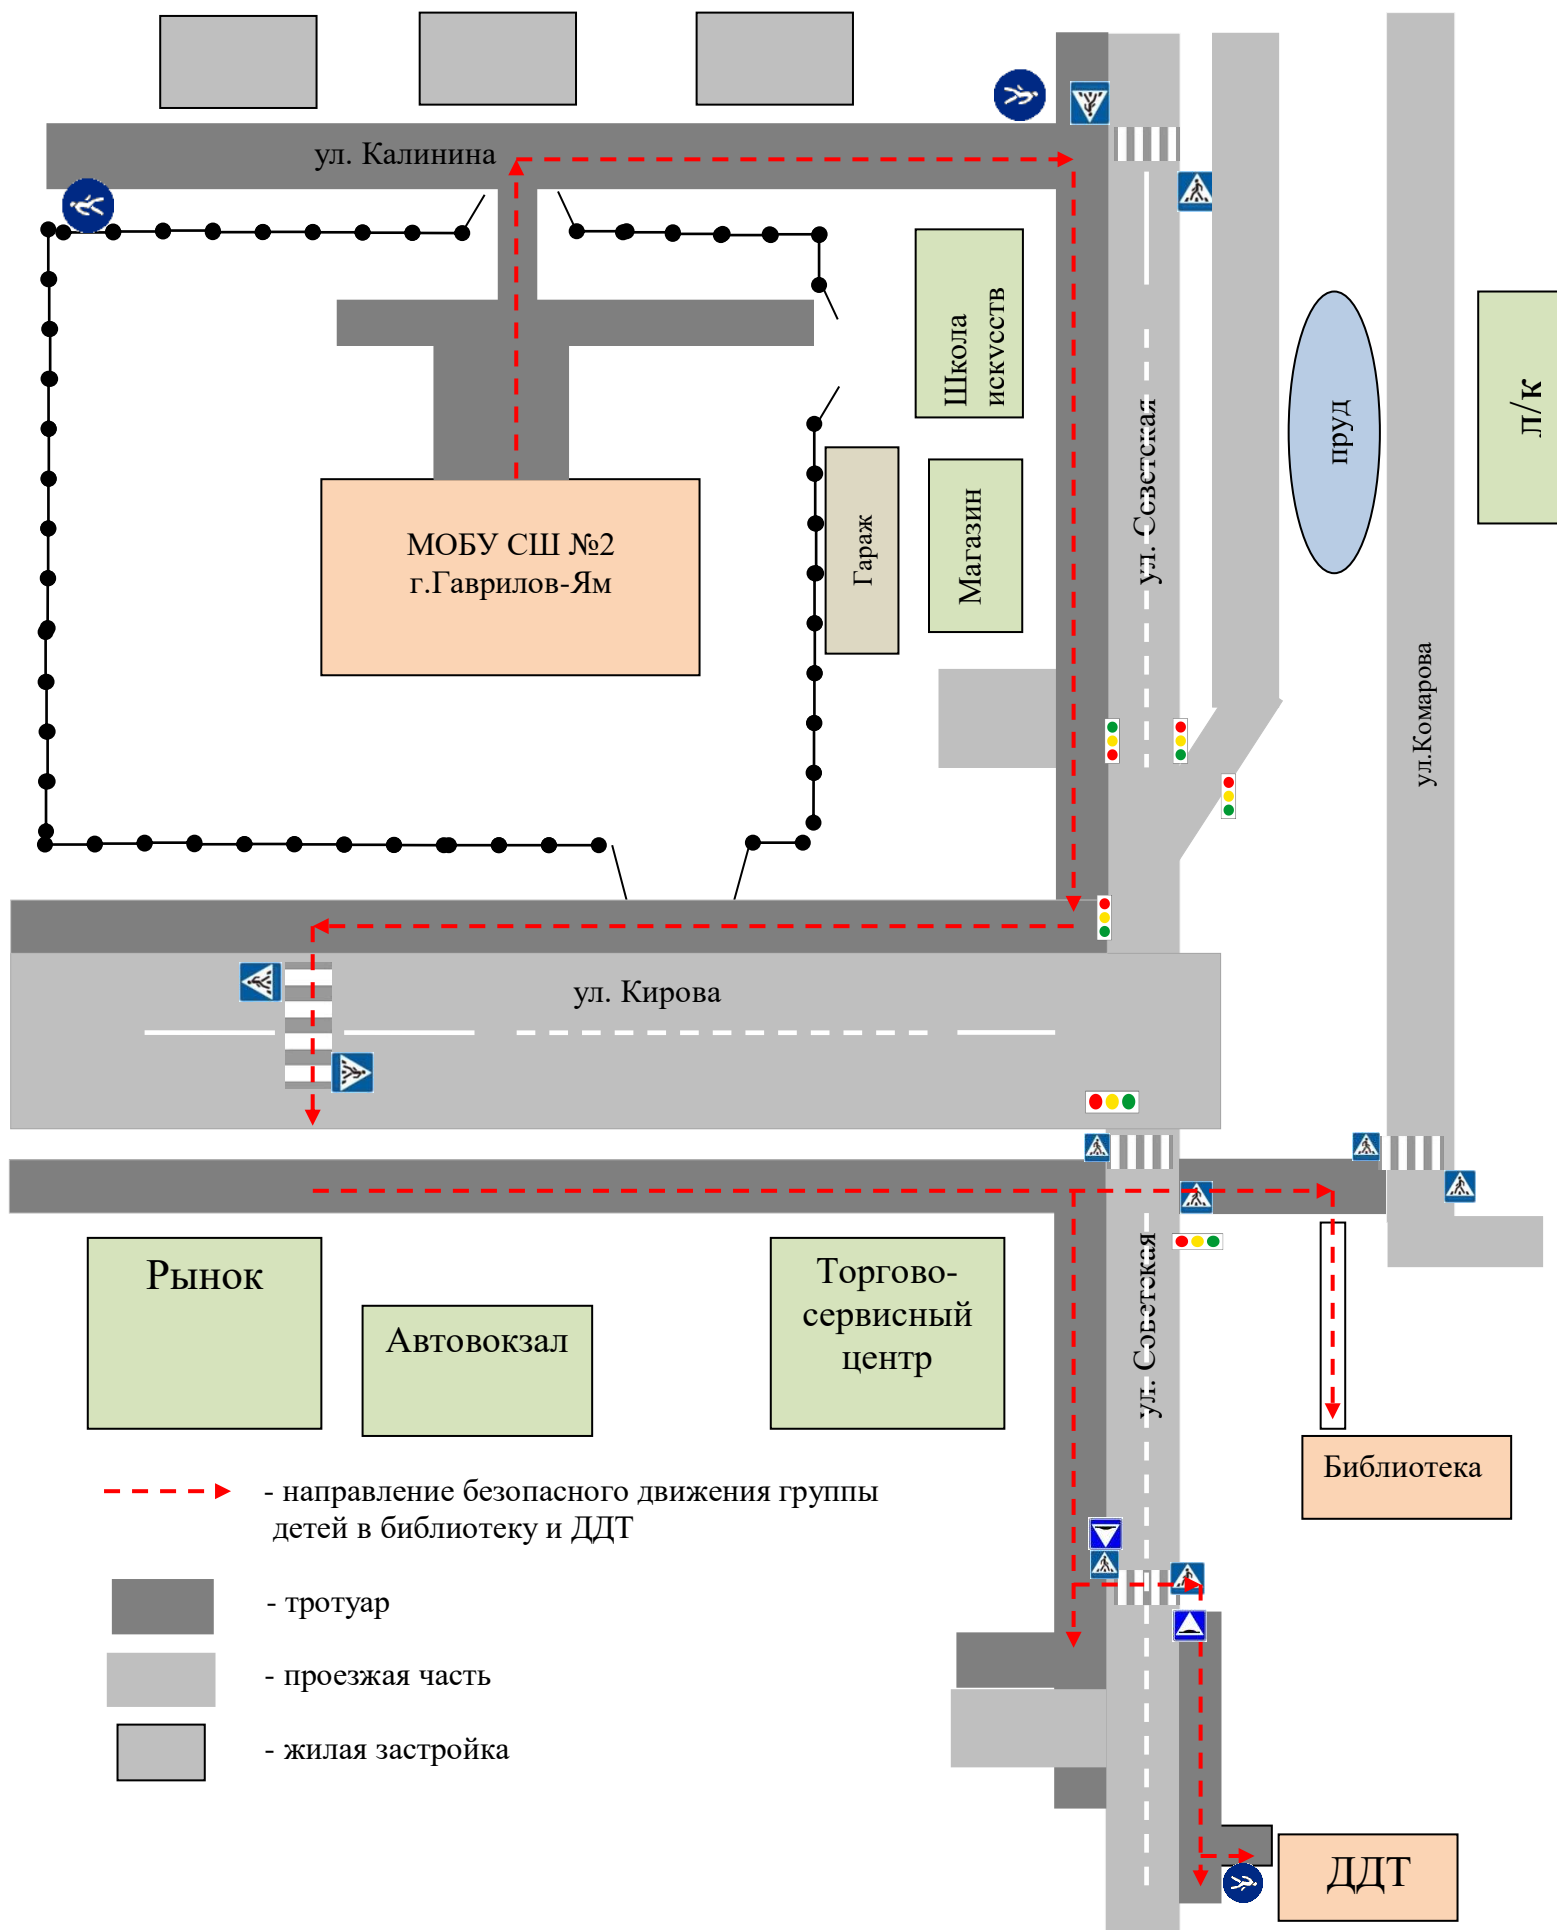 ул. Калинина
Школа
искусств
ул. Советская
пруд
л/к
МОБУ СШ №2
г.Гаврилов-Ям
Гараж
Магазин
ул.Комарова
ул. Кирова
Рынок
Автовокзал
Торгово-
сервисный
центр
ул. Советская
Библиотека
- направление безопасного движения группы
детей в библиотеку и ДДТ
- тротуар
- проезжая часть
- жилая застройка
ДДТ